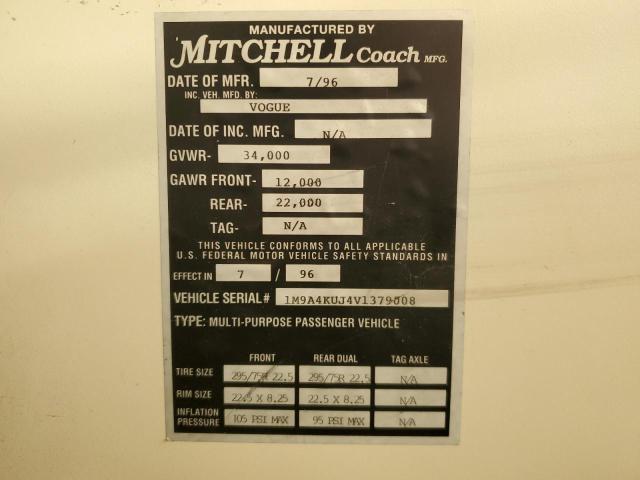 MANUFACTURED BY
MITCHELL Coach MFG.
DATE OF MFR. 7/96
INC. VEH. MFD. BY:
VOGUE
DATE OF INC. MFG. N/A
GVWR- 34,000
GAWR FRONT- 12,000
REAR- 22,000
TAG- N/A
THIS VEHICLE CONFORMS TO ALL APPLICABLE
U.S. FEDERAL MOTOR VEHICLE SAFETY STANDARDS IN
EFFECT IN 7 / 96
VEHICLE SERIAL# 1M9A4KUJ4V1379008
TYPE: MULTI-PURPOSE PASSENGER VEHICLE
FRONT REAR DUAL TAG AXLE
TIRE SIZE 295/75R 22.5 295/75R 22.5 N/A
RIM SIZE 22.5 X 8.25 22.5 X 8.25 N/A
INFLATION PRESSURE 105 PSI MAX 95 PSI MAX N/A